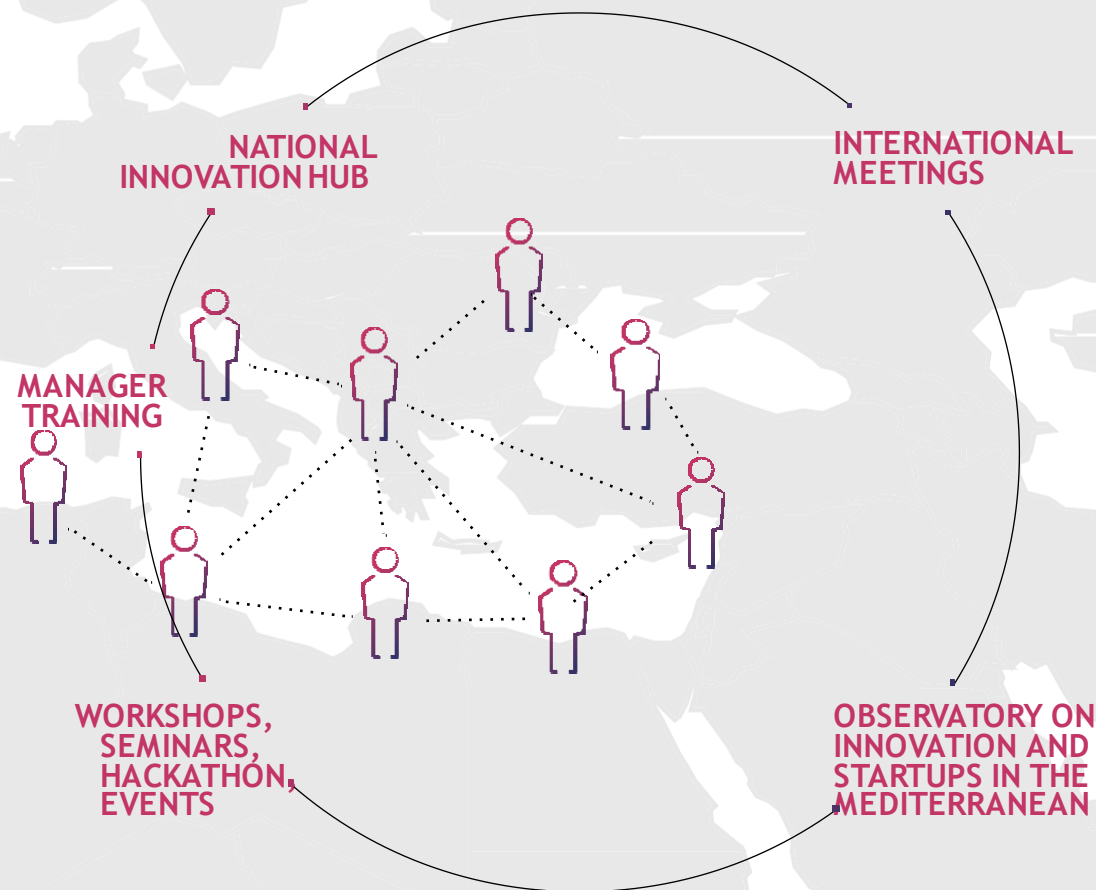 NATIONAL
INNOVATION HUB
INTERNATIONAL
MEETINGS
MANAGER
TRAINING
WORKSHOPS,
SEMINARS,
HACKATHON,
EVENTS
OBSERVATORY ON
INNOVATION AND
STARTUPS IN THE
MEDITERRANEAN